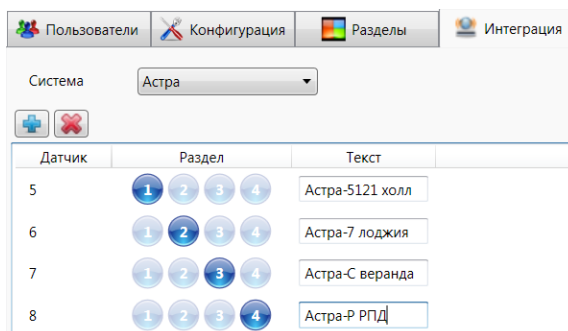 Пользователи Конфигурация Разделы Интеграция
Система Астра
Датчик Раздел Текст
5 1 2 3 4 Астра-5121 холл
6 1 2 3 4 Астра-7 лоджия
7 1 2 3 4 Астра-С веранда
8 1 2 3 4 Астра-Р РПД